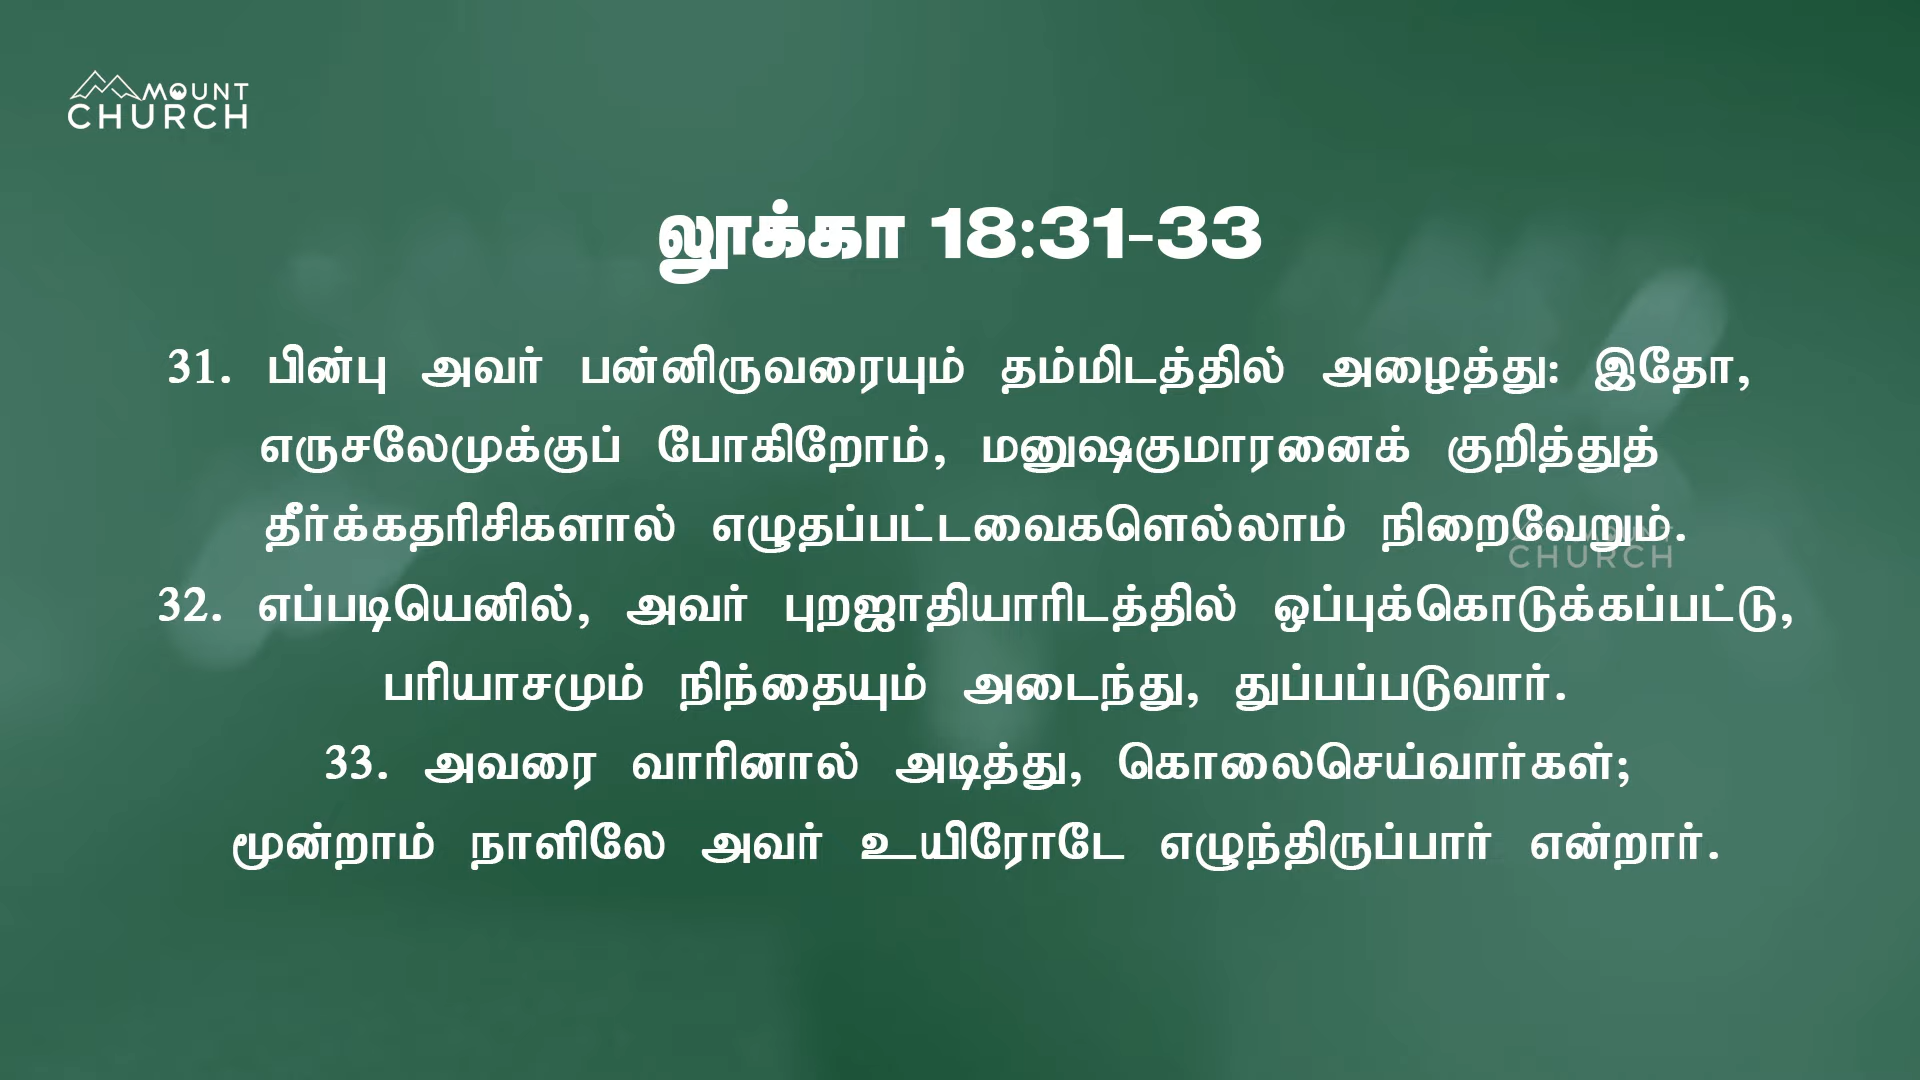 MOUNT
CHURCH
லூக்கா 18:31-33
31. பின்பு அவர் பன்னிருவரையும் தம்மிடத்தில் அழைத்து: இதோ,
எருசலேமுக்குப் போகிறோம், மனுஷகுமாரனைக் குறித்துத்
தீர்க்கதரிசிகளால் எழுதப்பட்டவைகளெல்லாம் நிறைவேறும்.
MOUNT
CHURCH
32. எப்படியெனில், அவர் புறஜாதியாரிடத்தில் ஒப்புக்கொடுக்கப்பட்டு,
பரியாசமும் நிந்தையும் அடைந்து, துப்பப்படுவார்.
33. அவரை வாரினால் அடித்து, கொலைசெய்வார்கள்;
மூன்றாம் நாளிலே அவர் உயிரோடே எழுந்திருப்பார் என்றார்.